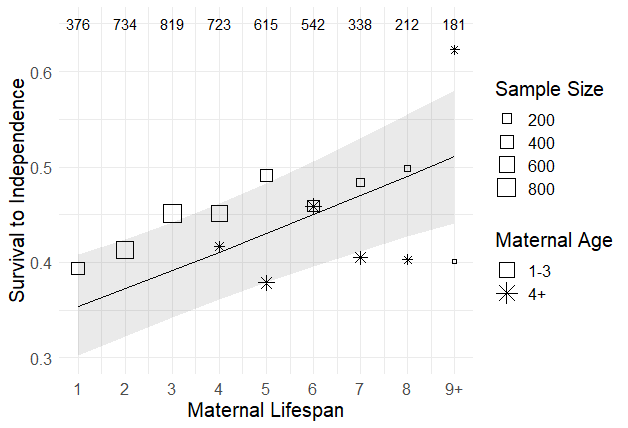 376 734 819 723 615 542 338 212 181
Survival to Independence
0.6
0.5
0.4
0.3
1 2 3 4 5 6 7 8 9+
Maternal Lifespan
Sample Size
200
400
600
800
Maternal Age
1-3
4+